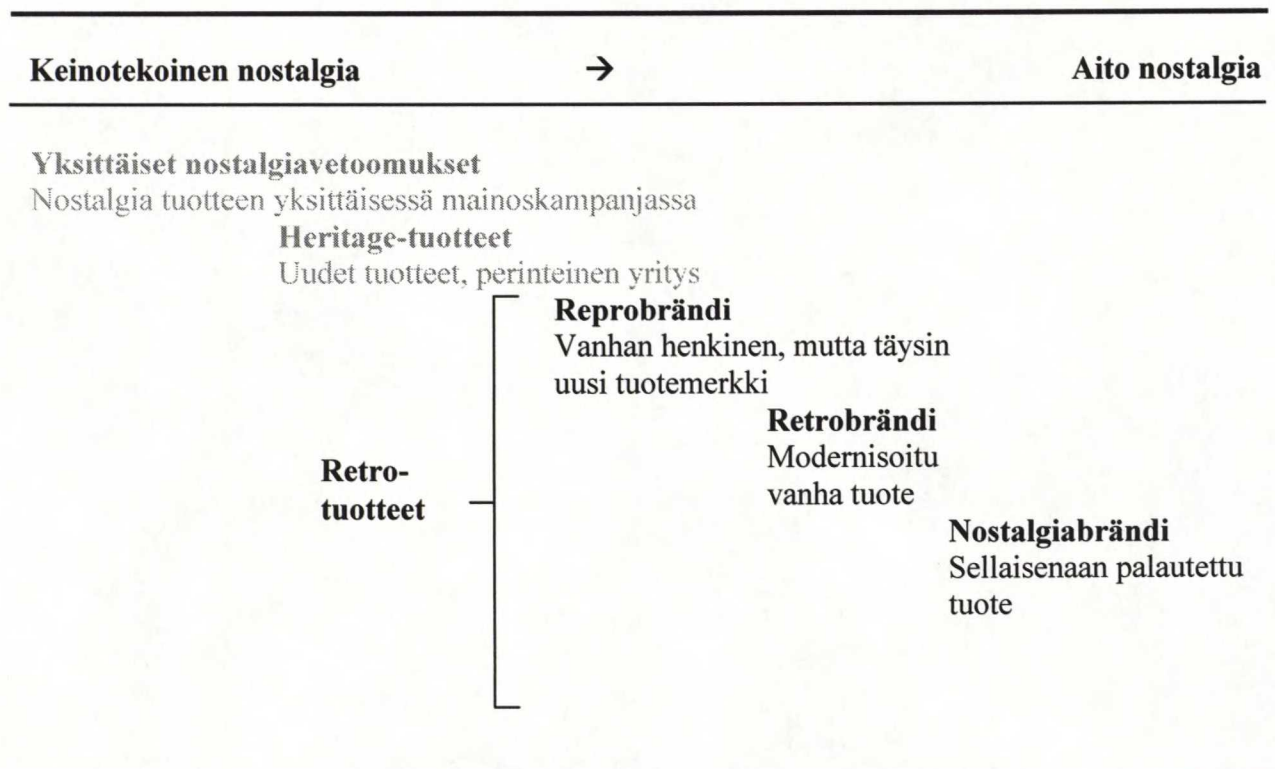 Keinotekoinen nostalgia → Aito nostalgia
Yksittäiset nostalgiavetoomukset
Nostalgia tuotteen yksittäisessä mainoskampanjassa
Heritage-tuotteet
Uudet tuotteet, perinteinen yritys
Reprobrändi
Vanhan henkinen, mutta täysin
uusi tuotemerkki
Retrobrändi
Modernisoitu
vanha tuote
Retro-
tuotteet
Nostalgiabrändi
Sellaisenaan palautettu
tuote